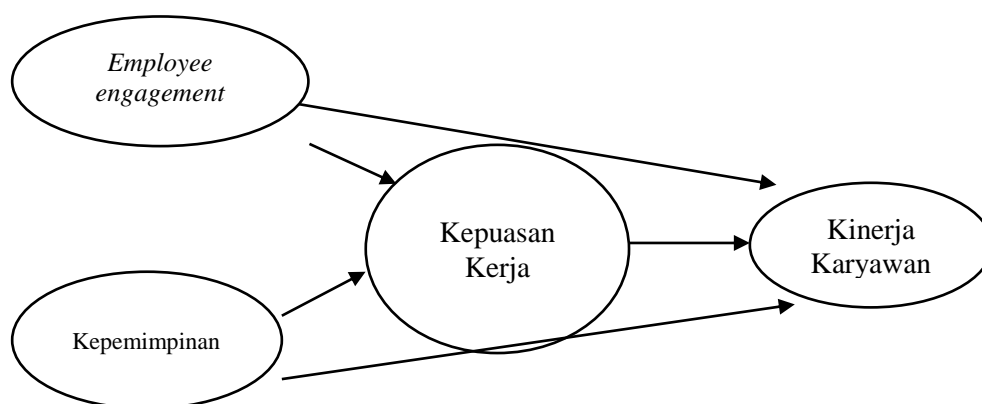 Employee
engagement
Kepuasan
Kerja
Kinerja
Karyawan
Kepemimpinan